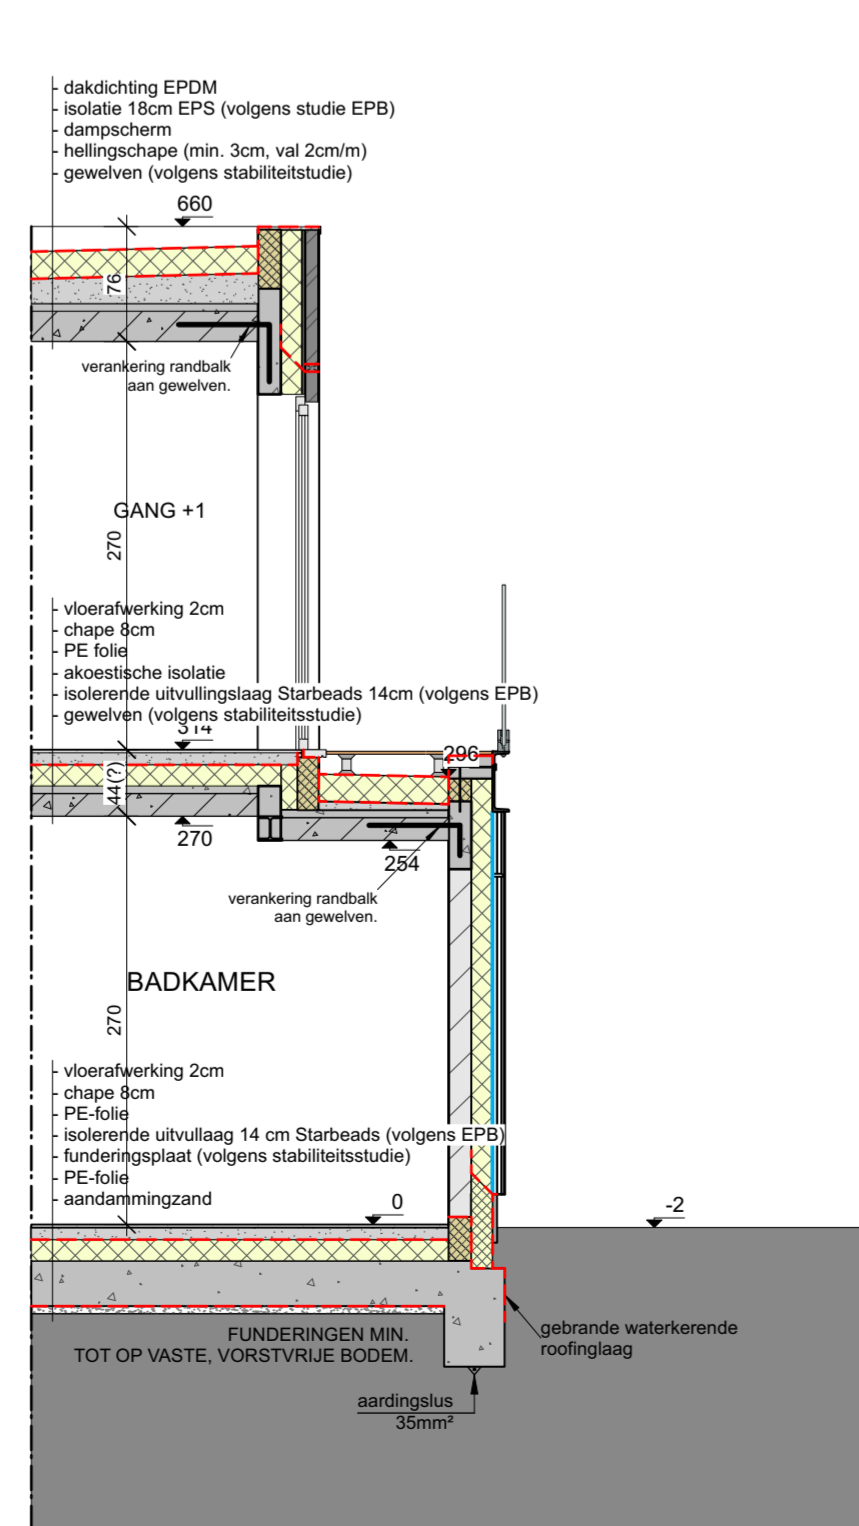 - dakdichting EPDM
- isolatie 18cm EPS (volgens studie EPB)
- dampscherm
- hellingschape (min. 3cm, val 2cm/m)
- gewelven (volgens stabiliteitstudie)
660
76
verankering randbalk
aan gewelven.
GANG +1
270
- vloerafwerking 2cm
- chape 8cm
- PE folie
- akoestische isolatie
- isolerende uitvullingslaag Starbeads 14cm (volgens EPB)
- gewelven (volgens stabiliteitsstudie)
314
296
44(?)
270
254
verankering randbalk
aan gewelven.
BADKAMER
270
- vloerafwerking 2cm
- chape 8cm
- PE-folie
- isolerende uitvullaag 14 cm Starbeads (volgens EPB)
- funderingsplaat (volgens stabiliteitsstudie)
- PE-folie
- aandammingzand
0
-2
FUNDERINGEN MIN.
TOT OP VASTE, VORSTVRIJE BODEM.
gebrande waterkerende
roofinglaag
aardingslus
35mm²